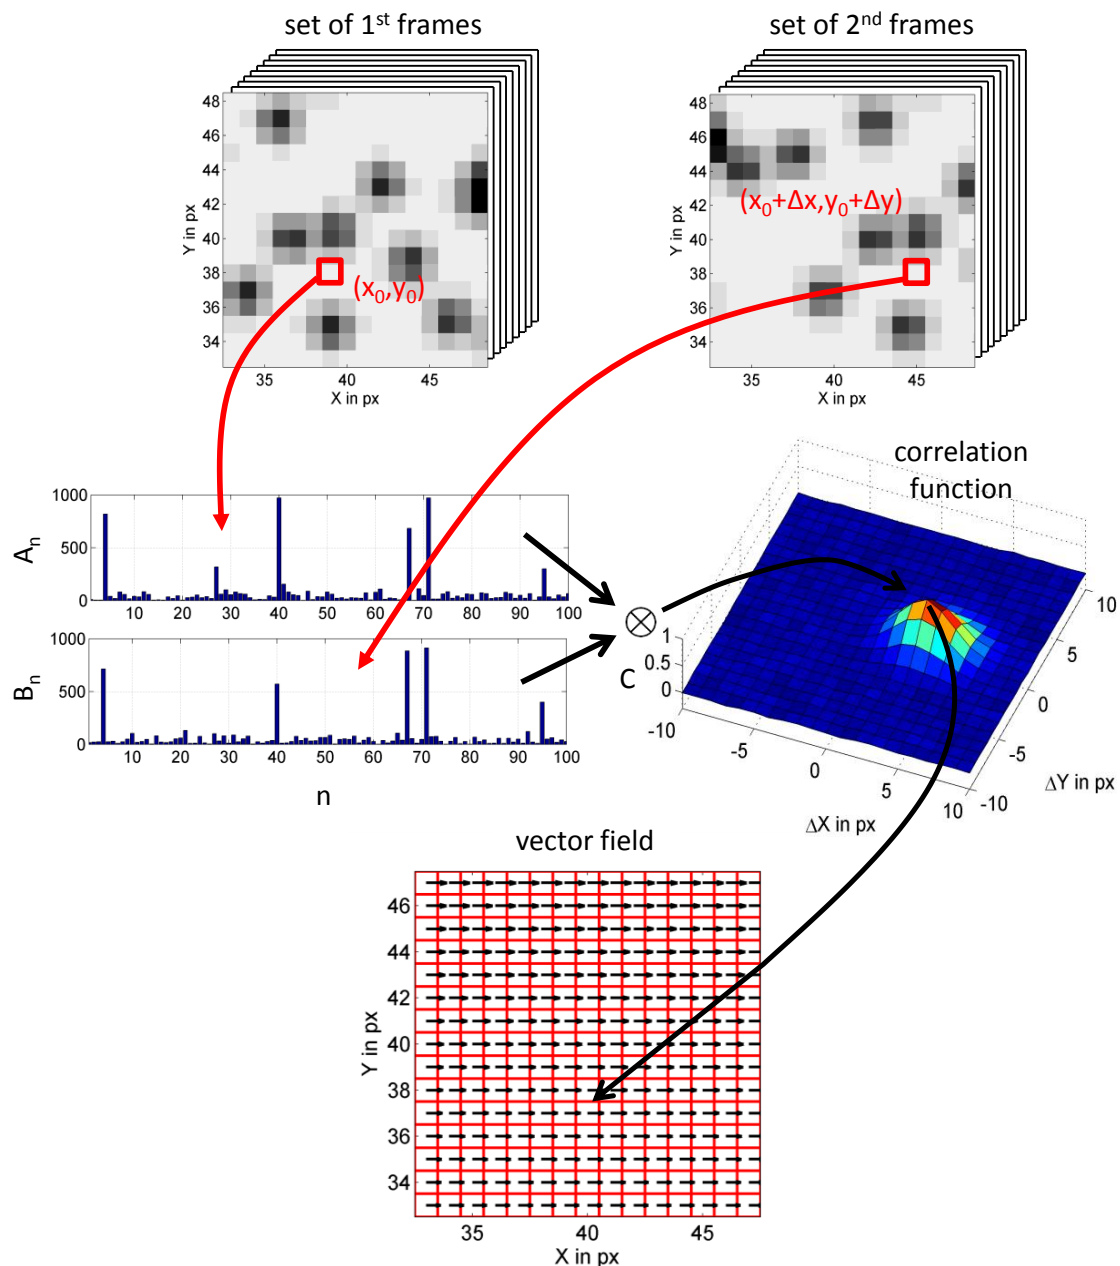 set of 1st frames
set of 2nd frames
48
46
44
42
40
38
36
34
Y in px
35
40
45
X in px
(x0,y0)
48
46
44
42
40
38
36
34
Y in px
35
40
45
X in px
(x0+Δx,y0+Δy)
1000
500
0
An
10 20 30 40 50 60 70 80 90 100
1000
500
0
Bn
10 20 30 40 50 60 70 80 90 100
n
correlation
function
1
0.5
0
C
-10
-5
0
5
10
ΔX in px
-10
-5
0
5
10
ΔY in px
vector field
46
44
42
40
38
36
34
Y in px
35
40
45
X in px